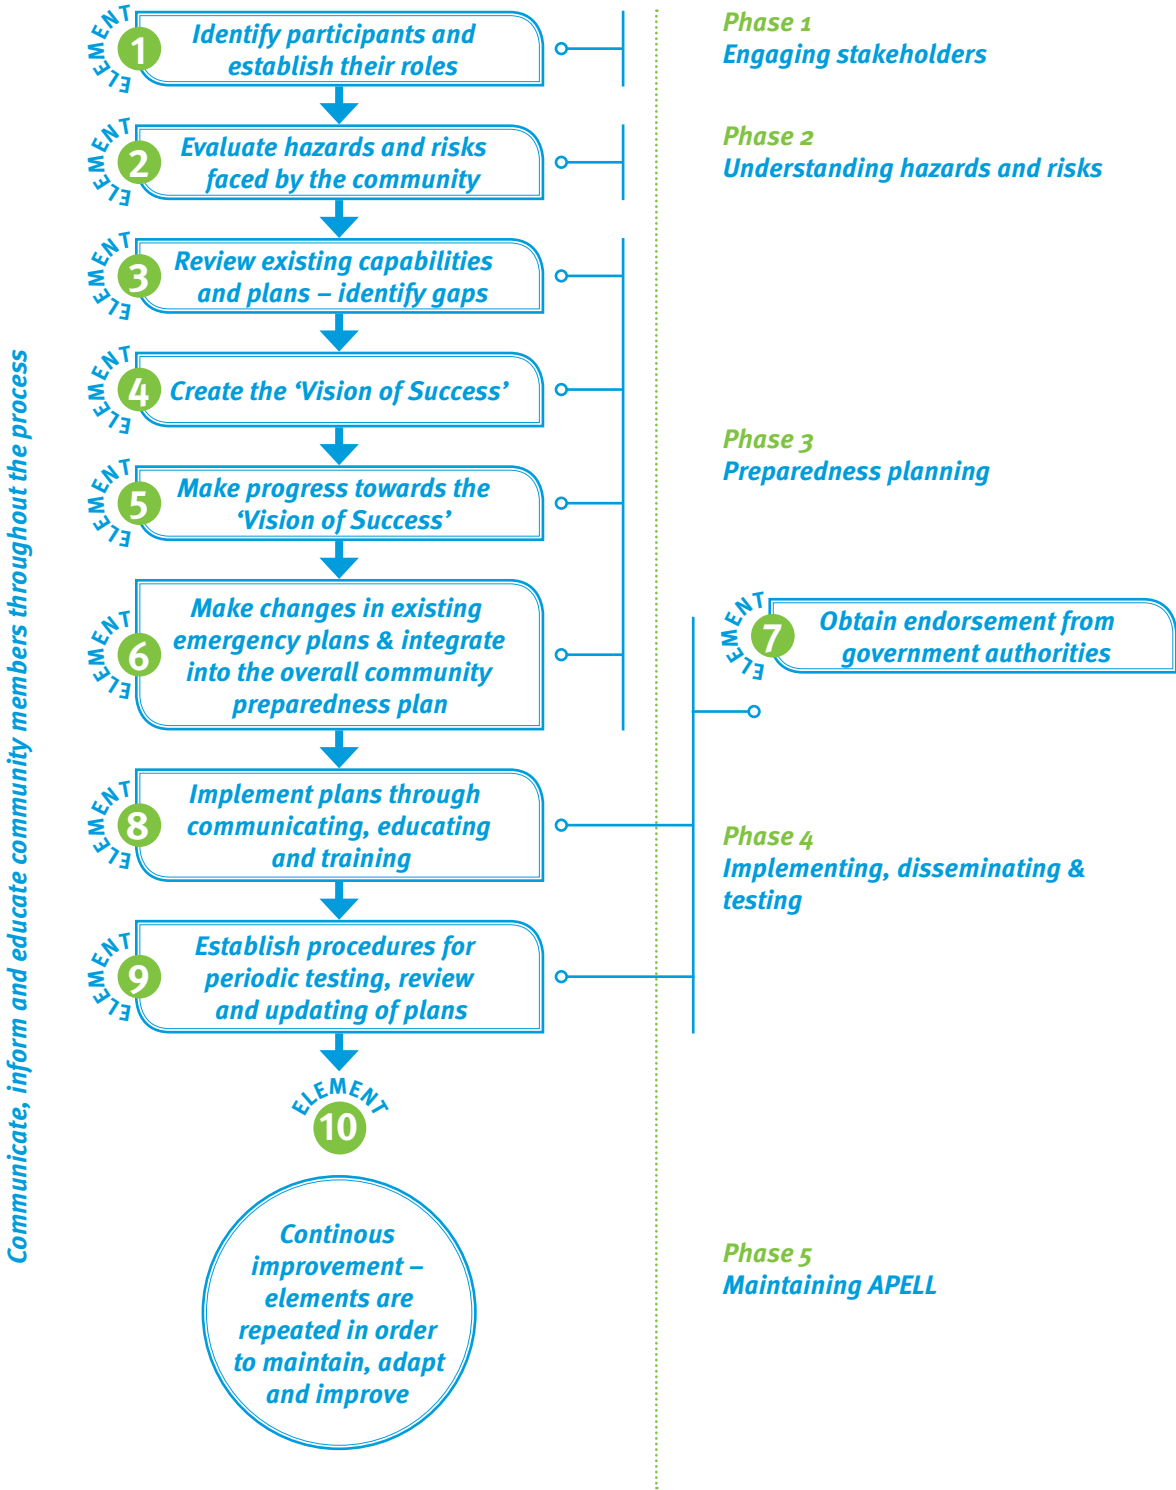 Communicate, inform and educate community members throughout the process
ELEMENT
1
Identify participants and
establish their roles
Phase 1
Engaging stakeholders
ELEMENT
2
Evaluate hazards and risks
faced by the community
Phase 2
Understanding hazards and risks
ELEMENT
3
Review existing capabilities
and plans – identify gaps
ELEMENT
4
Create the ‘Vision of Success’
Phase 3
Preparedness planning
ELEMENT
5
Make progress towards the
‘Vision of Success’
ELEMENT
6
Make changes in existing
emergency plans & integrate
into the overall community
preparedness plan
ELEMENT
7
Obtain endorsement from
government authorities
ELEMENT
8
Implement plans through
communicating, educating
and training
Phase 4
Implementing, disseminating &
testing
ELEMENT
9
Establish procedures for
periodic testing, review
and updating of plans
ELEMENT
10
Continous
improvement –
elements are
repeated in order
to maintain, adapt
and improve
Phase 5
Maintaining APELL